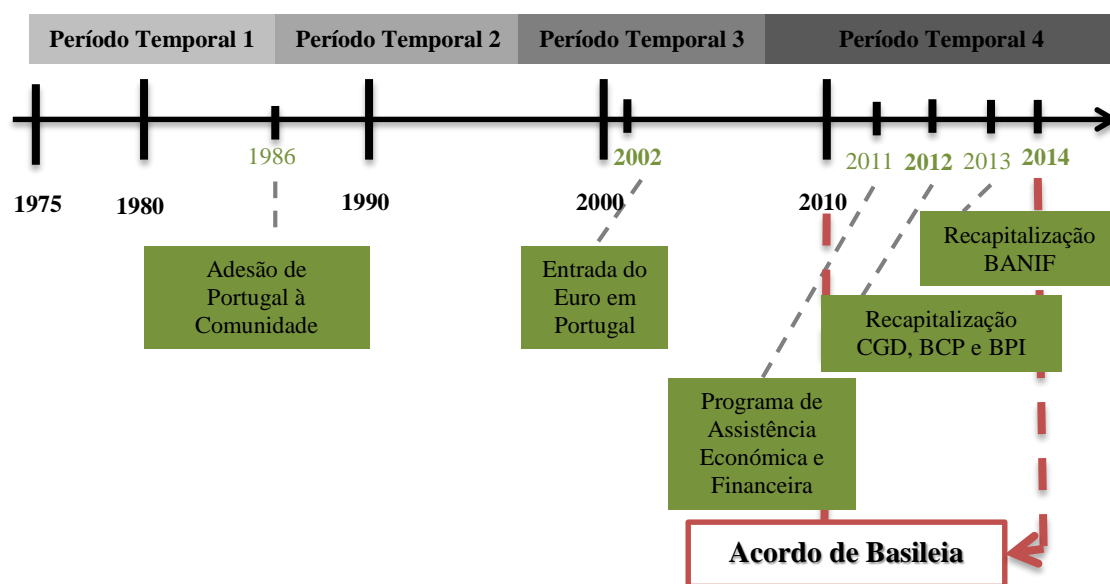 Período Temporal 1
Período Temporal 2
Período Temporal 3
Período Temporal 4
1986
2002
2011
2012
2013
2014
1975
1980
1990
2000
2010
Adesão de
Portugal à
Comunidade
Entrada do
Euro em
Portugal
Recapitalização
BANIF
Recapitalização
CGD, BCP e BPI
Programa de
Assistência
Económica e
Financeira
Acordo de Basileia